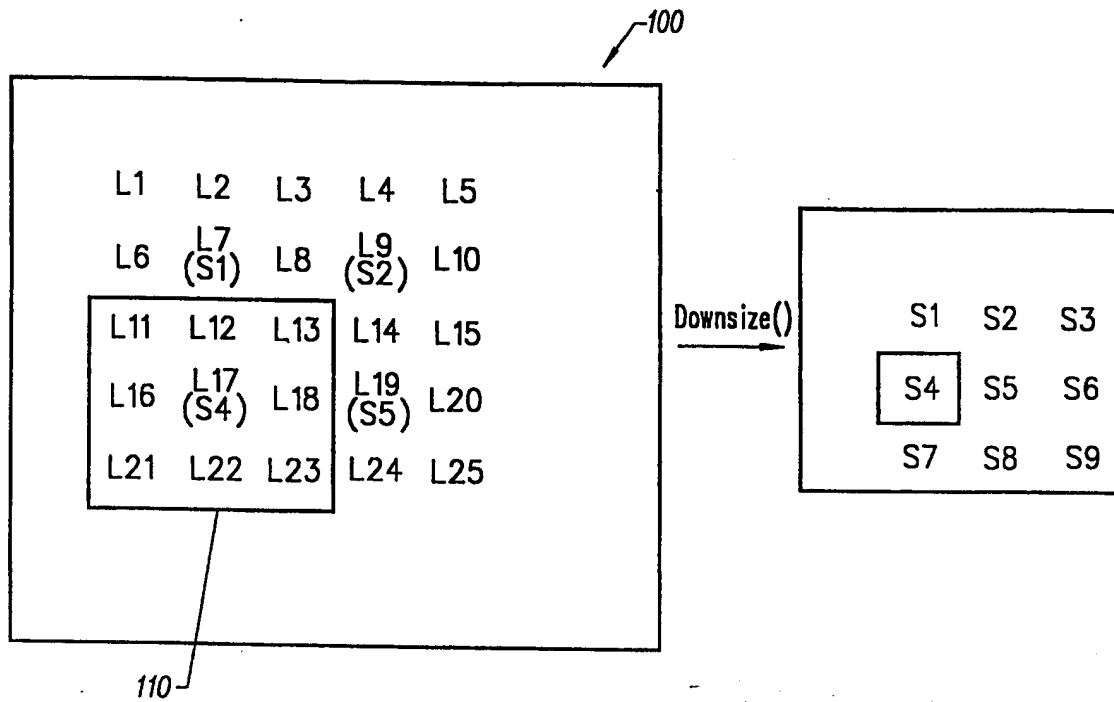 100
L1 L2 L3 L4 L5
L6 L7 L8 L9 L10
(S1) (S2)
L11 L12 L13 L14 L15
L16 L17 L18 L19 L20
(S4) (S5)
L21 L22 L23 L24 L25
110
Downsize()
S1 S2 S3
S4 S5 S6
S7 S8 S9